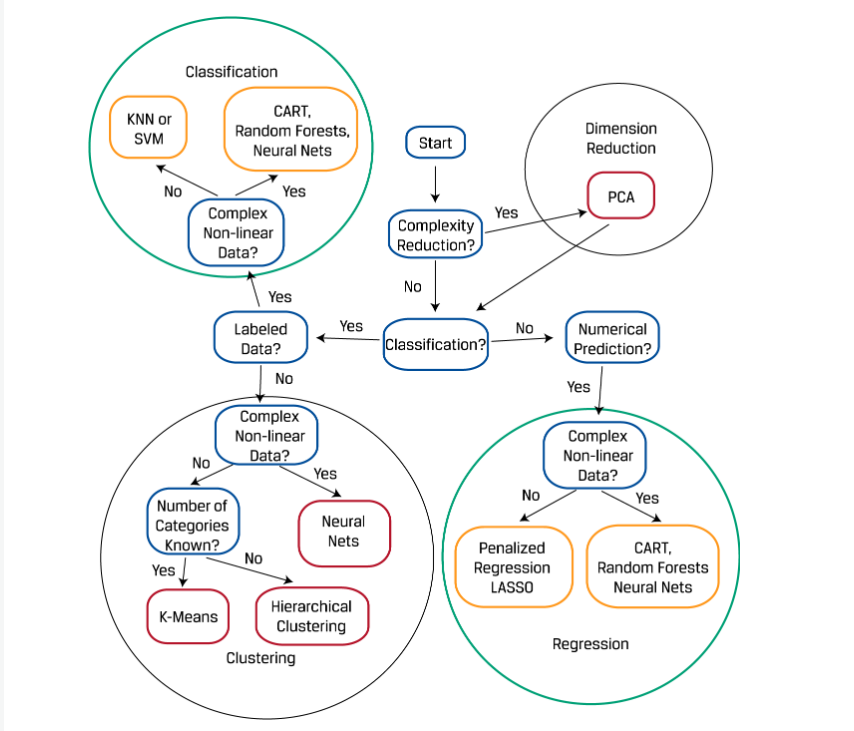 Classification
KNN or
SVM
CART,
Random Forests,
Neural Nets
No
Yes
Complex
Non-linear
Data?
Start
Complexity
Reduction?
Yes
No
Dimension
Reduction
PCA
Yes
Labeled
Data?
Yes
Classification?
No
Numerical
Prediction?
No
Yes
Complex
Non-linear
Data?
No
Yes
Number of
Categories
Known?
Neural
Nets
Yes
No
K-Means
Hierarchical
Clustering
Clustering
Complex
Non-linear
Data?
No
Yes
Penalized
Regression
LASSO
CART,
Random Forests
Neural Nets
Regression